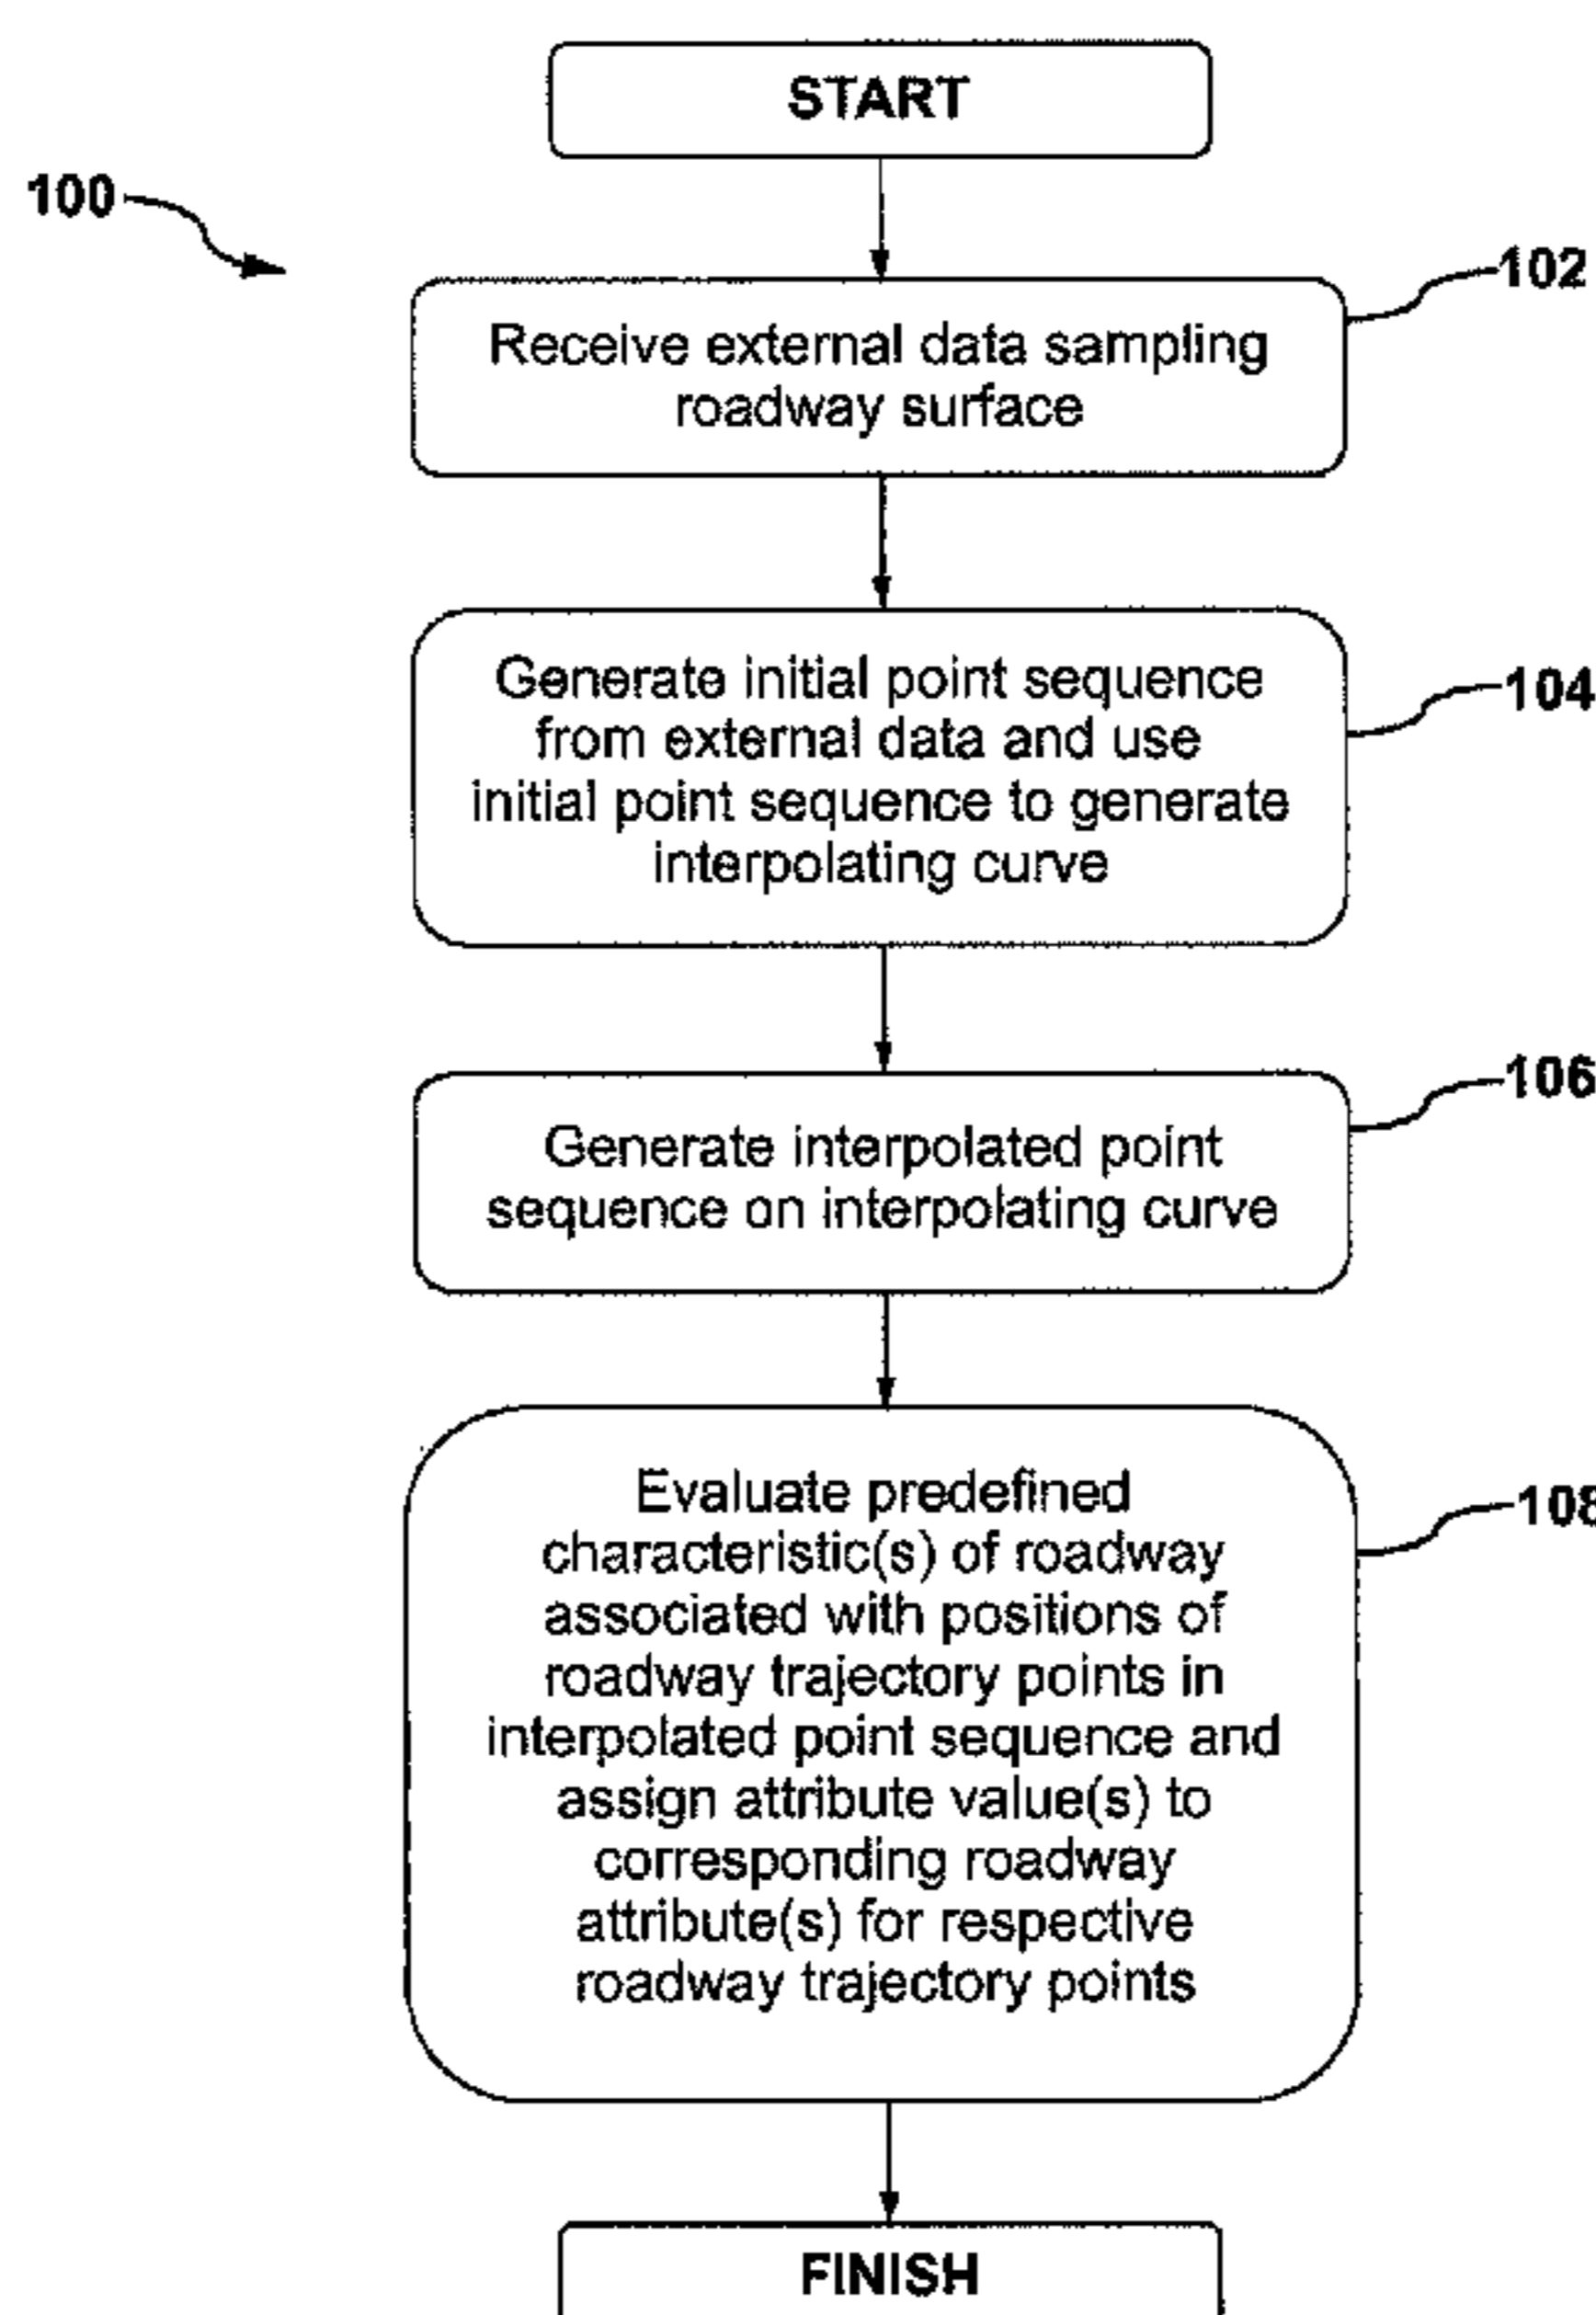 START
100
102
Receive external data sampling
roadway surface
Generate initial point sequence
from external data and use
initial point sequence to generate
interpolating curve
104
106
Generate interpolated point
sequence on interpolating curve
Evaluate predefined
characteristic(s) of roadway
associated with positions of
roadway trajectory points in
interpolated point sequence and
assign attribute value(s) to
corresponding roadway
attribute(s) for respective
roadway trajectory points
108
FINISH